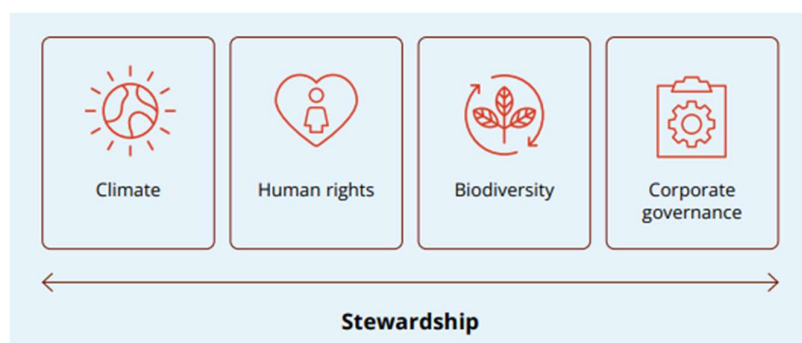 Climate
Human rights
Biodiversity
Corporate
governance
Stewardship